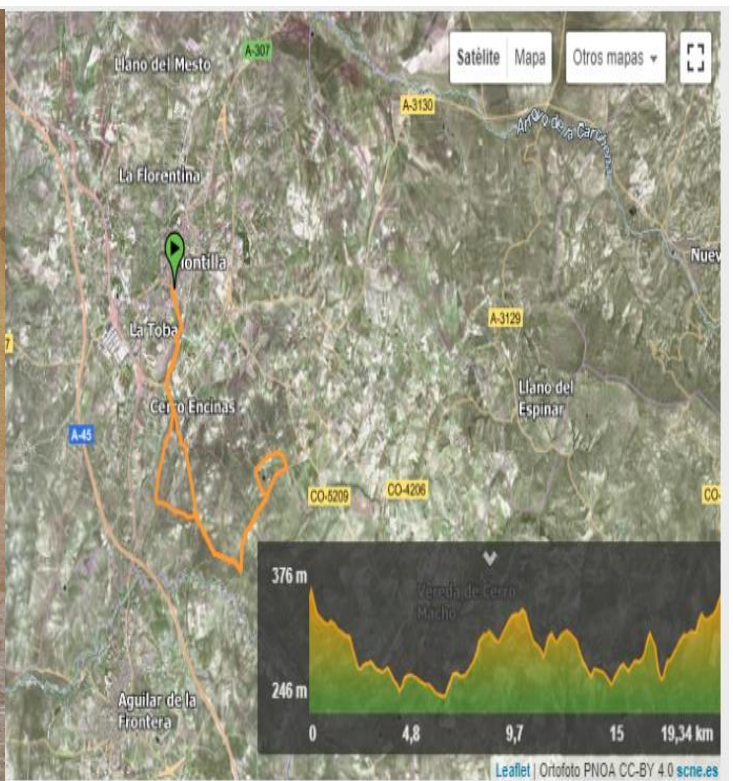 Llano del Mesto
A-307
Satélite
Mapa
Otros mapas
A-3130
Arroyo de la Carchena
La Florentina
Montilla
Nuev
La Toba
A-3129
7
Cerro Encinas
Llano del
Espinar
A-45
CO-5209
CO-4206
CO-
376 m
Vereda de Cerro
Macho
246 m
Aguilar de la
Frontera
0
4,8
9,7
15
19,34 km
Leaflet | Ortofoto PNOA CC-BY 4.0 scne.es